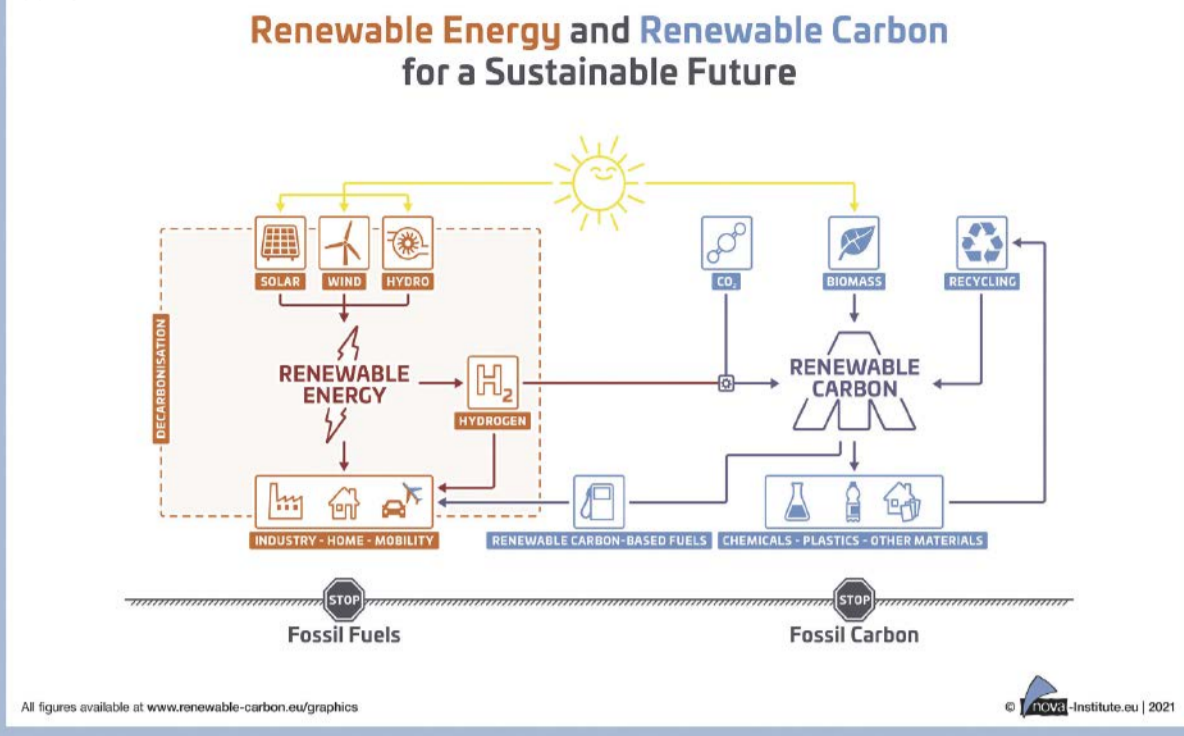 Renewable Energy and Renewable Carbon
for a Sustainable Future
SOLAR
WIND
HYDRO
CO₂
BIOMASS
RECYCLING
DECARBONISATION
RENEWABLE
ENERGY
H₂
HYDROGEN
RENEWABLE
CARBON
INDUSTRY - HOME - MOBILITY
RENEWABLE CARBON-BASED FUELS
CHEMICALS - PLASTICS - OTHER MATERIALS
STOP
STOP
Fossil Fuels
Fossil Carbon
All figures available at www.renewable-carbon.eu/graphics
© nova-Institute.eu | 2021